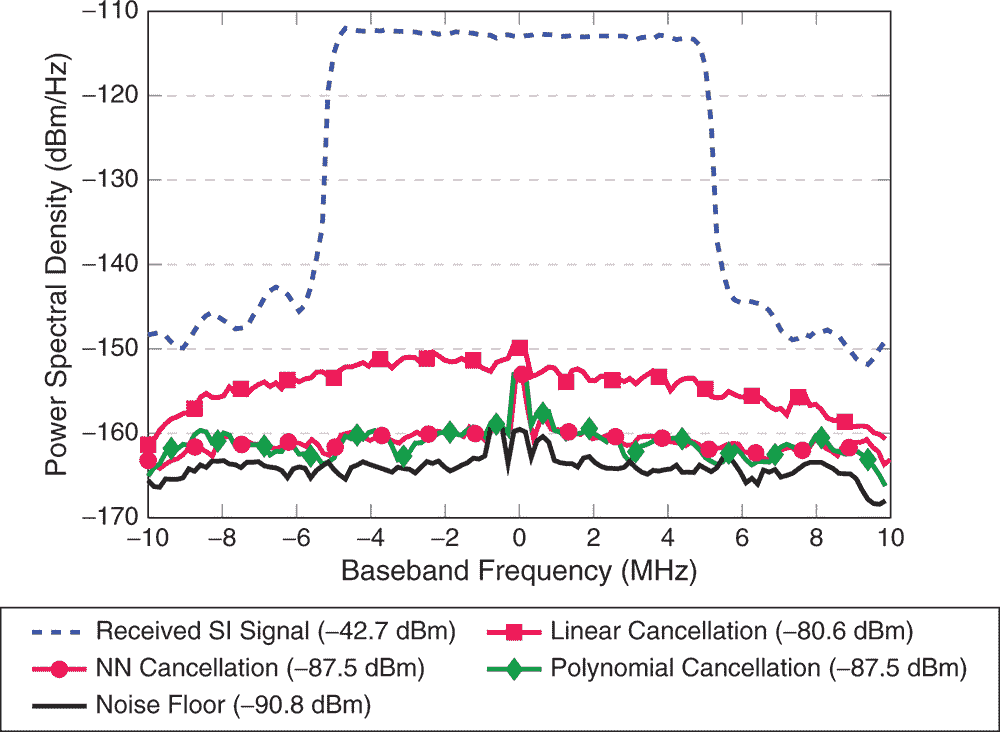 Power Spectral Density (dBm/Hz)
−110
−120
−130
−140
−150
−160
−170
−10 −8 −6 −4 −2 0 2 4 6 8 10
Baseband Frequency (MHz)
Received SI Signal (−42.7 dBm)
Linear Cancellation (−80.6 dBm)
NN Cancellation (−87.5 dBm)
Polynomial Cancellation (−87.5 dBm)
Noise Floor (−90.8 dBm)